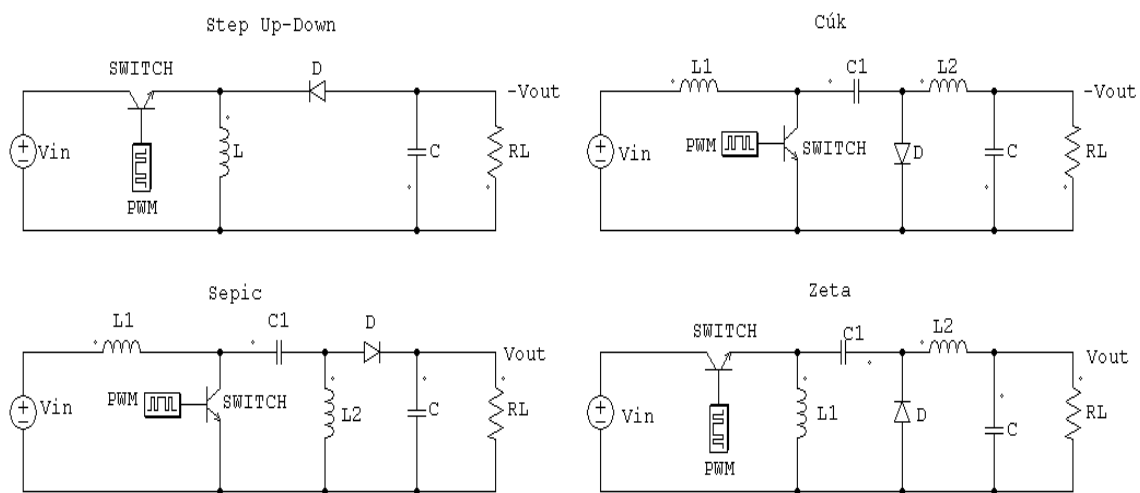 Step Up-Down
SWITCH
D
-Vout
Vin
L
C
RL
PWM
Cúk
L1
C1
L2
-Vout
Vin
PWM
SWITCH
D
C
RL
Sepic
L1
C1
D
Vout
Vin
PWM
SWITCH
L2
C
RL
Zeta
SWITCH
C1
L2
Vout
Vin
L1
D
C
RL
PWM